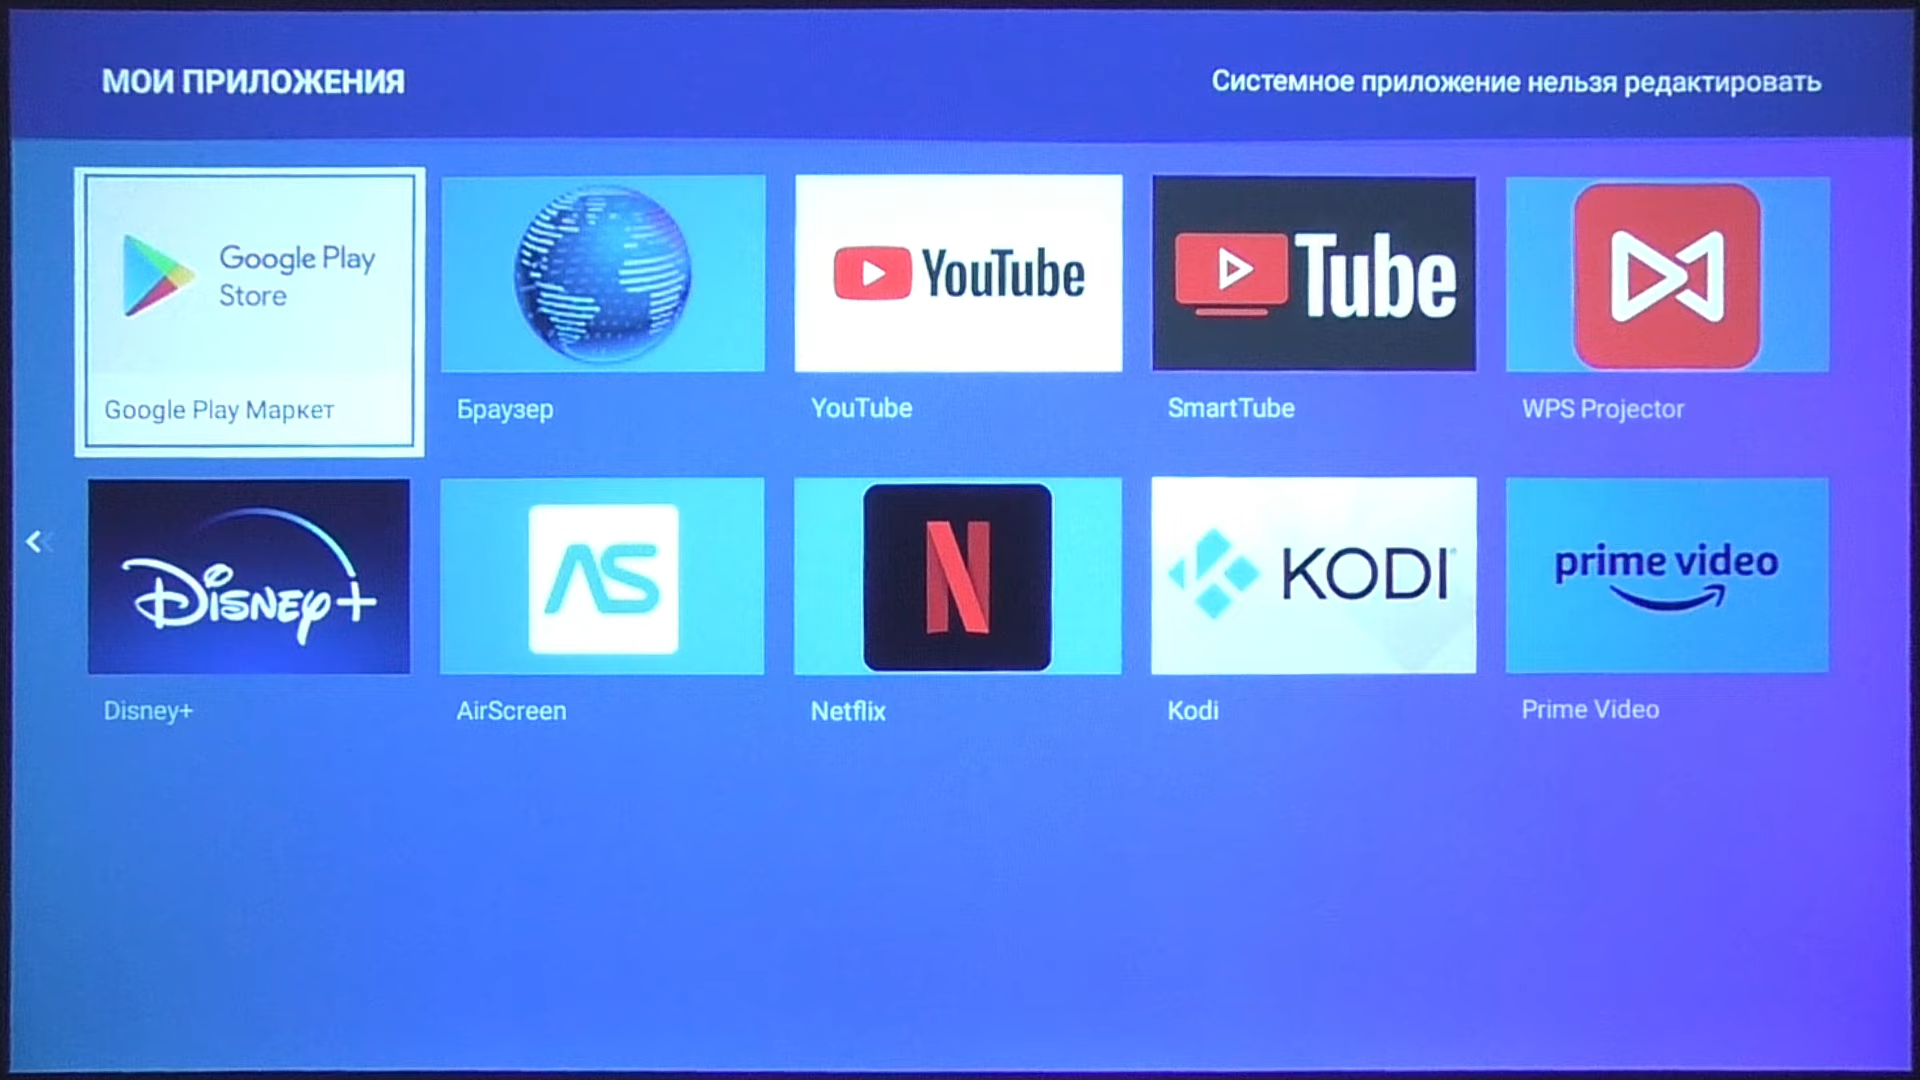 МОИ ПРИЛОЖЕНИЯ
Системное приложение нельзя редактировать
Google Play
Store
Google Play Маркет
Браузер
YouTube
YouTube
Tube
SmartTube
WPS Projector
Disney+
Disney+
AS
AirScreen
N
Netflix
KODI
Kodi
prime video
Prime Video